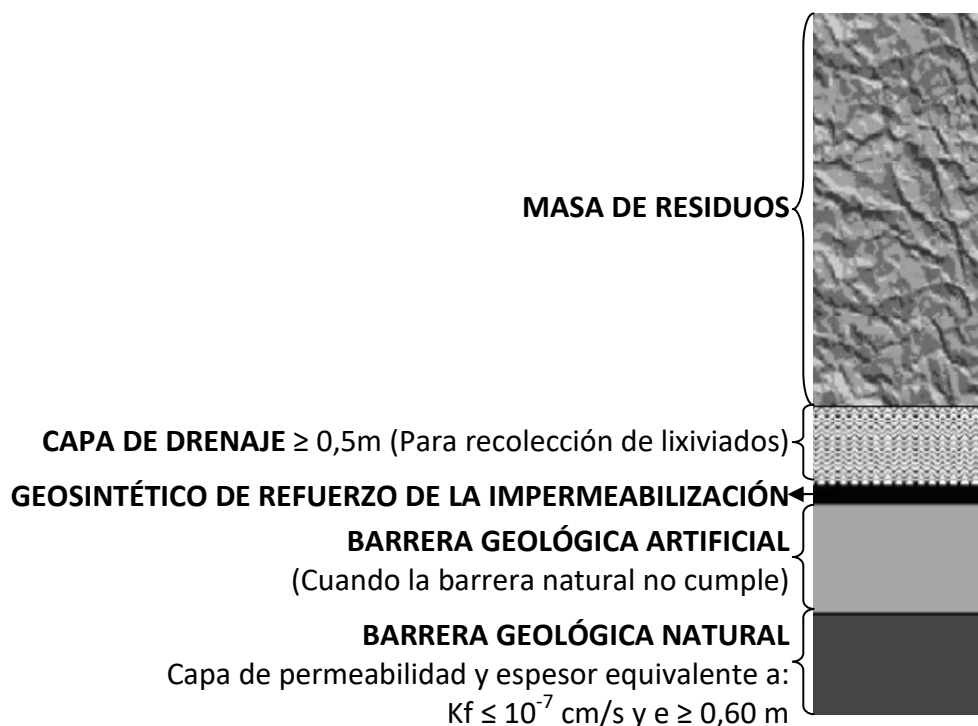 MASA DE RESIDUOS
CAPA DE DRENAJE ≥ 0,5m (Para recolección de lixiviados)
GEOSINTÉTICO DE REFUERZO DE LA IMPERMEABILIZACIÓN
BARRERA GEOLÓGICA ARTIFICIAL
(Cuando la barrera natural no cumple)
BARRERA GEOLÓGICA NATURAL
Capa de permeabilidad y espesor equivalente a:
Kf ≤ 10⁻⁷ cm/s y e ≥ 0,60 m